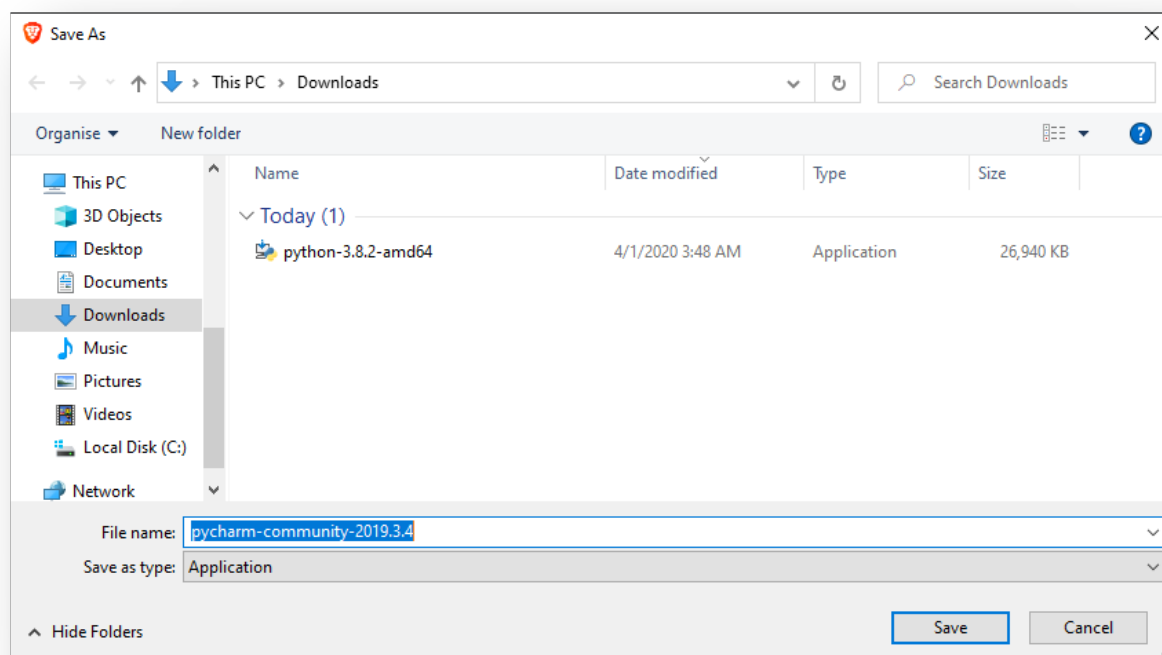 Save As
This PC > Downloads
Search Downloads
Organise
New folder
Name Date modified Type Size
This PC
3D Objects
Desktop
Documents
Downloads
Music
Pictures
Videos
Local Disk (C:)
Network
Today (1)
python-3.8.2-amd64 4/1/2020 3:48 AM Application 26,940 KB
File name: pycharm-community-2019.3.4
Save as type: Application
Hide Folders
Save
Cancel